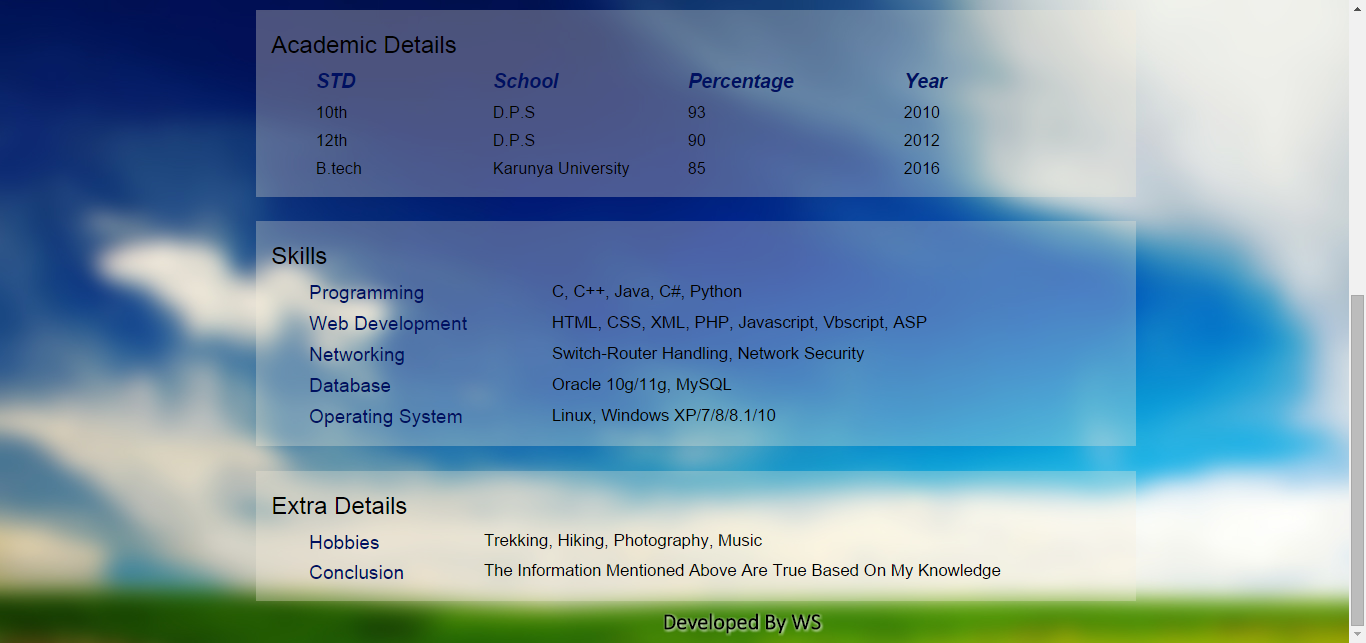 Academic Details
STD School Percentage Year
10th D.P.S 93 2010
12th D.P.S 90 2012
B.tech Karunya University 85 2016
Skills
Programming C, C++, Java, C#, Python
Web Development HTML, CSS, XML, PHP, Javascript, Vbscript, ASP
Networking Switch-Router Handling, Network Security
Database Oracle 10g/11g, MySQL
Operating System Linux, Windows XP/7/8/8.1/10
Extra Details
Hobbies Trekking, Hiking, Photography, Music
Conclusion The Information Mentioned Above Are True Based On My Knowledge
Developed By WS